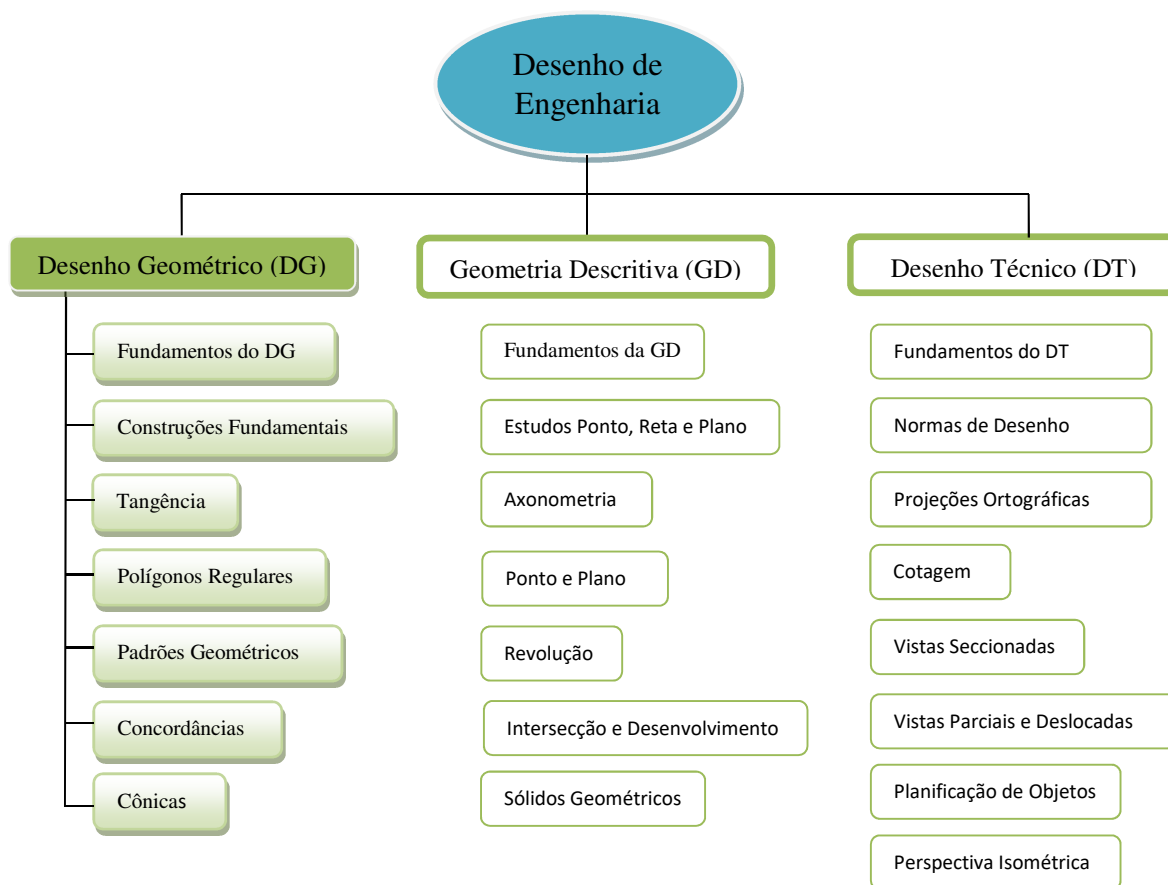 Desenho de
Engenharia
Desenho Geométrico (DG)
Fundamentos do DG
Construções Fundamentais
Tangência
Polígonos Regulares
Padrões Geométricos
Concordâncias
Cônicas
Geometria Descritiva (GD)
Fundamentos da GD
Estudos Ponto, Reta e Plano
Axonometria
Ponto e Plano
Revolução
Intersecção e Desenvolvimento
Sólidos Geométricos
Desenho Técnico (DT)
Fundamentos do DT
Normas de Desenho
Projeções Ortográficas
Cotagem
Vistas Seccionadas
Vistas Parciais e Deslocadas
Planificação de Objetos
Perspectiva Isométrica